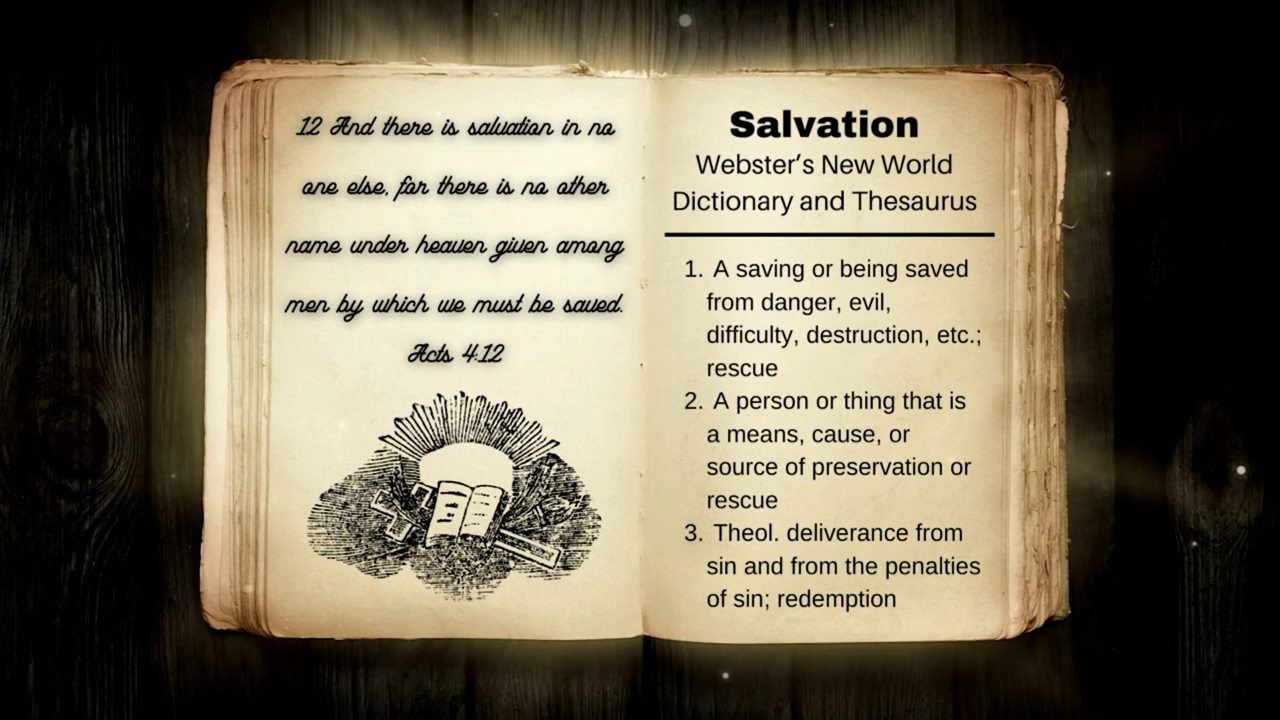 12 And there is salvation in no
one else, for there is no other
name under heaven given among
men by which we must be saved.
Acts 4:12
Salvation
Webster's New World
Dictionary and Thesaurus
1. A saving or being saved
from danger, evil,
difficulty, destruction, etc.;
rescue
2. A person or thing that is
a means, cause, or
source of preservation or
rescue
3. Theol. deliverance from
sin and from the penalties
of sin; redemption